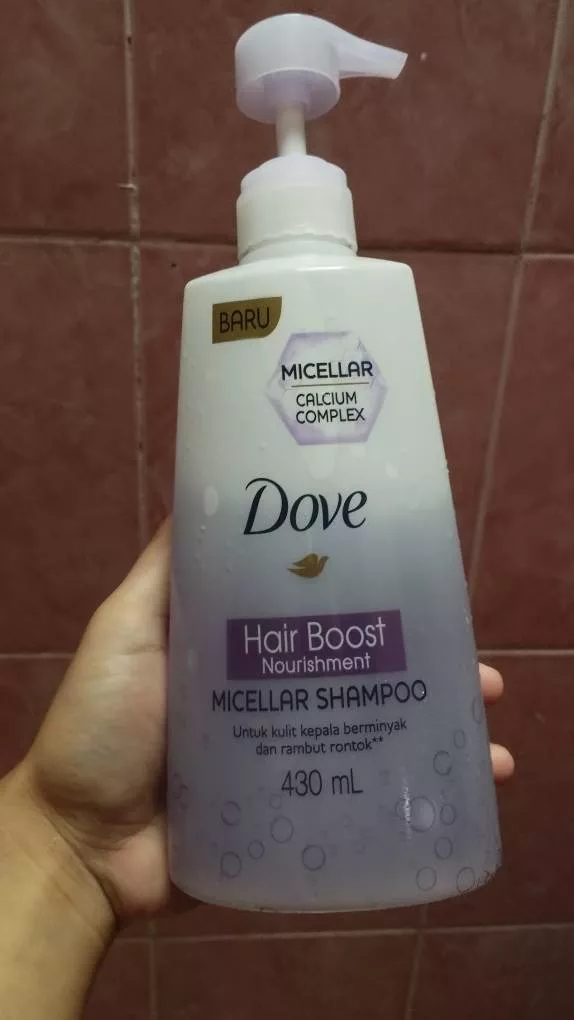 BARU
MICELLAR
CALCIUM
COMPLEX
Dove
Hair Boost
Nourishment
MICELLAR SHAMPOO
Untuk kulit kepala berminyak
dan rambut rontok**
430 mL